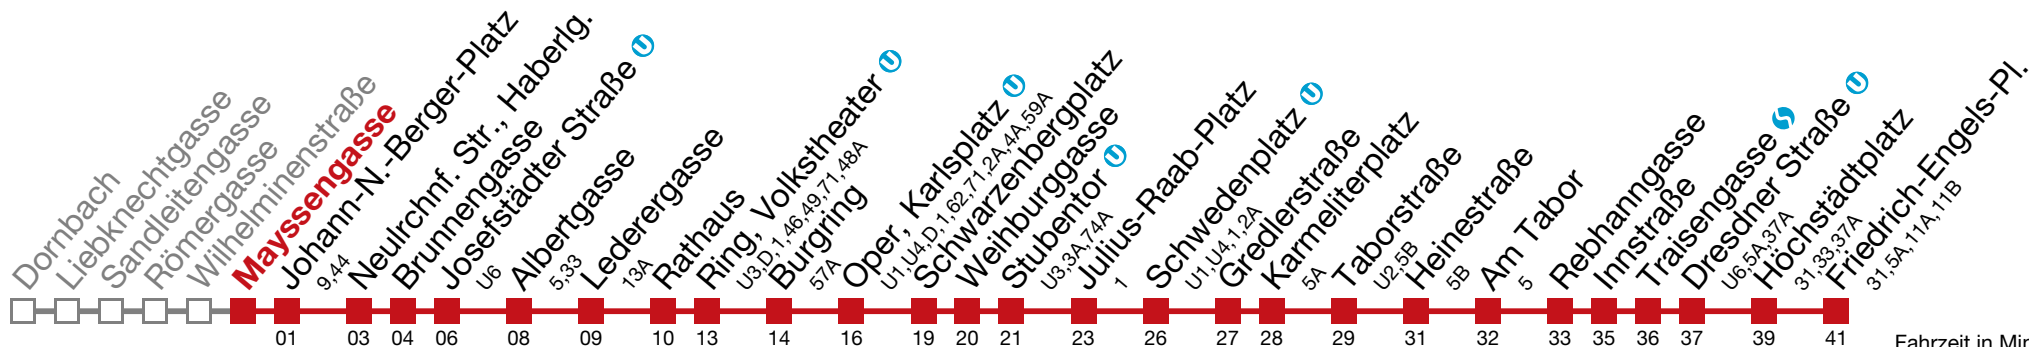 Dornbach
Liebknechtgasse
Sandleitengasse
Römergasse
Wilhelminenstraße
Mayssengasse
Johann-N.-Berger-Platz
9,44
Neulrchnf. Str., Haberlg.
Brunnengasse
Josefstädter Straße U
U6
Albertgasse
5,33
Lederergasse
13A
Rathaus
Ring, Volkstheater U
U3,D,1,46,49,71,48A
Burgring
57A
Oper, Karlsplatz U
U1,U4,D,1,62,71,2A,4A,59A
Schwarzenbergplatz
Weihburggasse
Stubentor U
U3,3A,74A
Julius-Raab-Platz
1
Schwedenplatz U
U1,U4,1,2A
Gredlerstraße
Karmeliterplatz
5A
Taborstraße
U2,5B
Heinestraße
5B
Am Tabor
5
Rebhanngasse
Innstraße
Traisengasse S
Dresdner Straße U
U6,5A,37A
Höchstädtplatz
31,33,37A
Friedrich-Engels-Pl.
31,5A,11A,11B
01 03 04 06 08 09 10 13 14 16 19 20 21 23 26 27 28 29 31 32 33 35 36 37 39 41
Fahrzeit in Min